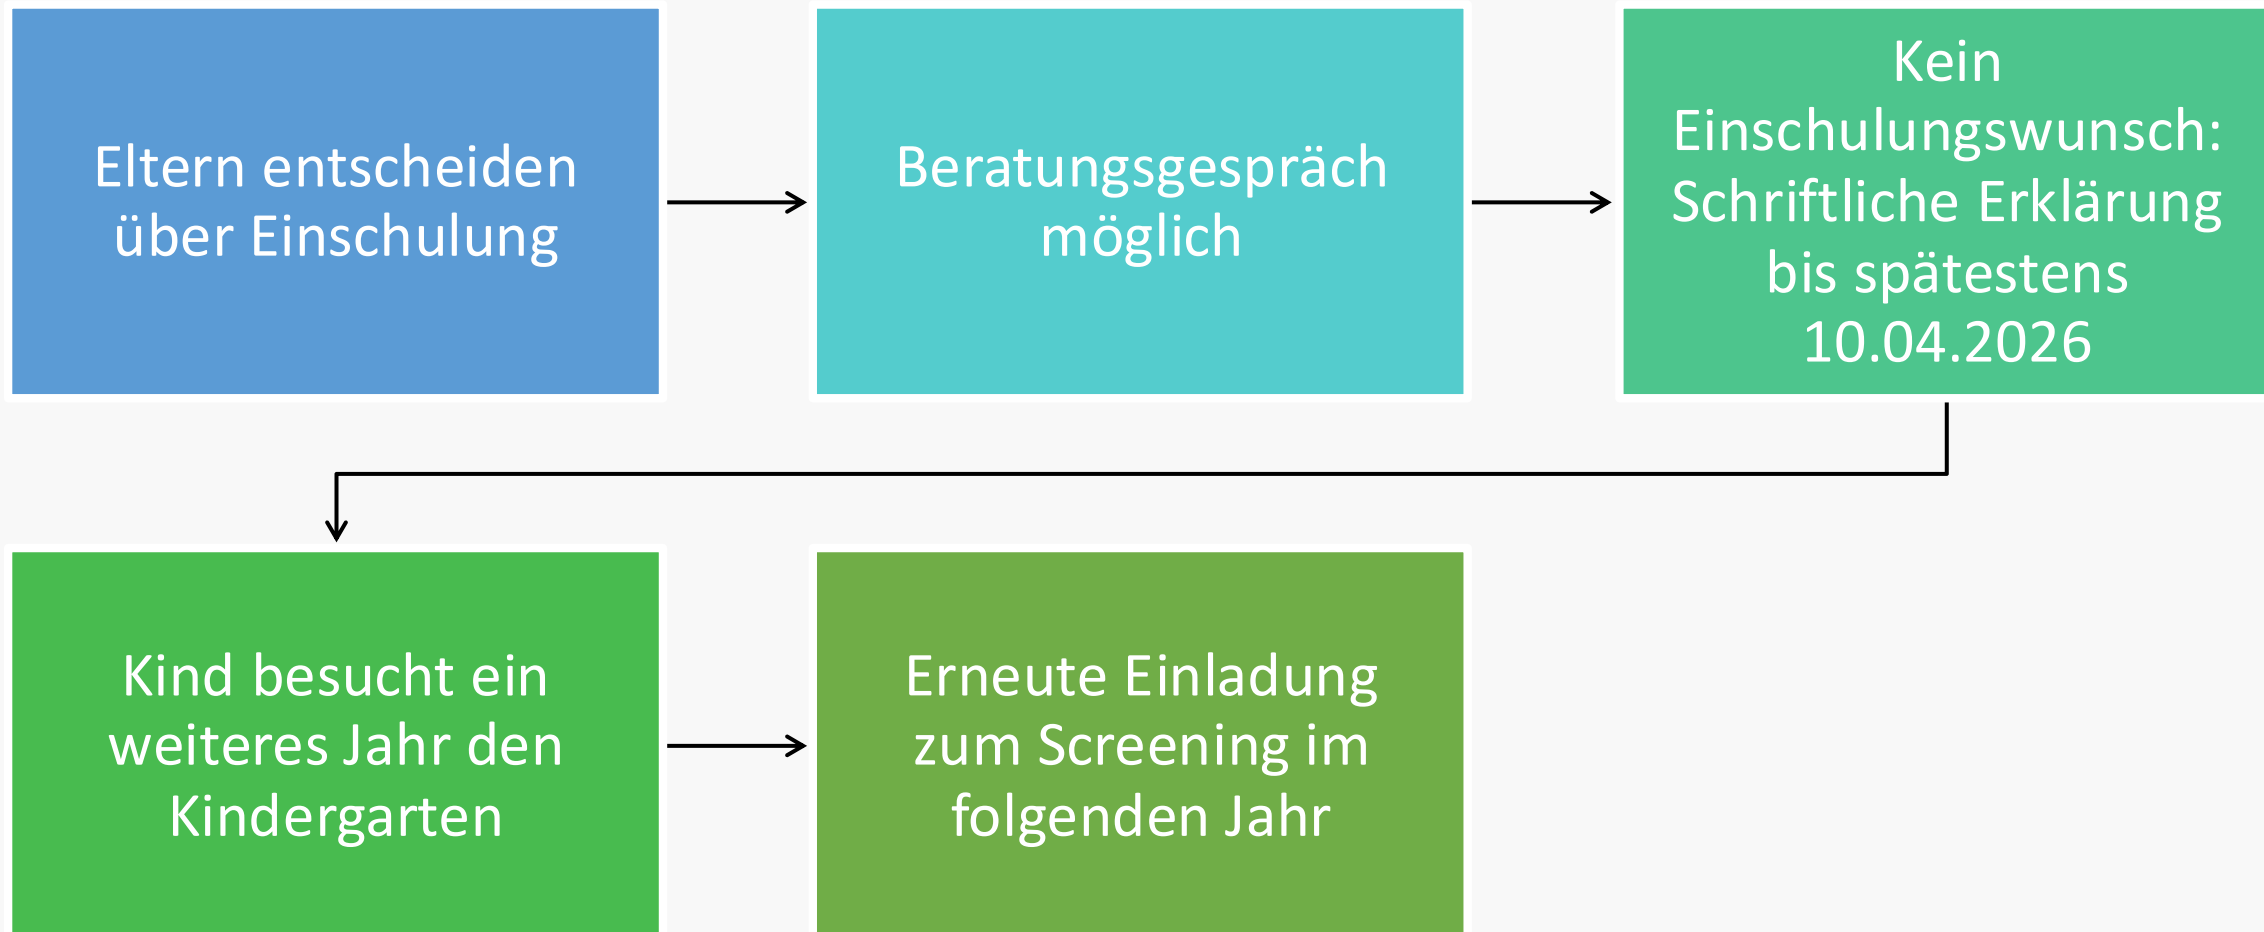 Eltern entscheiden
über Einschulung
Beratungsgespräch
möglich
Kein
Einschulungswunsch:
Schriftliche Erklärung
bis spätestens
10.04.2026
Kind besucht ein
weiteres Jahr den
Kindergarten
Erneute Einladung
zum Screening im
folgenden Jahr